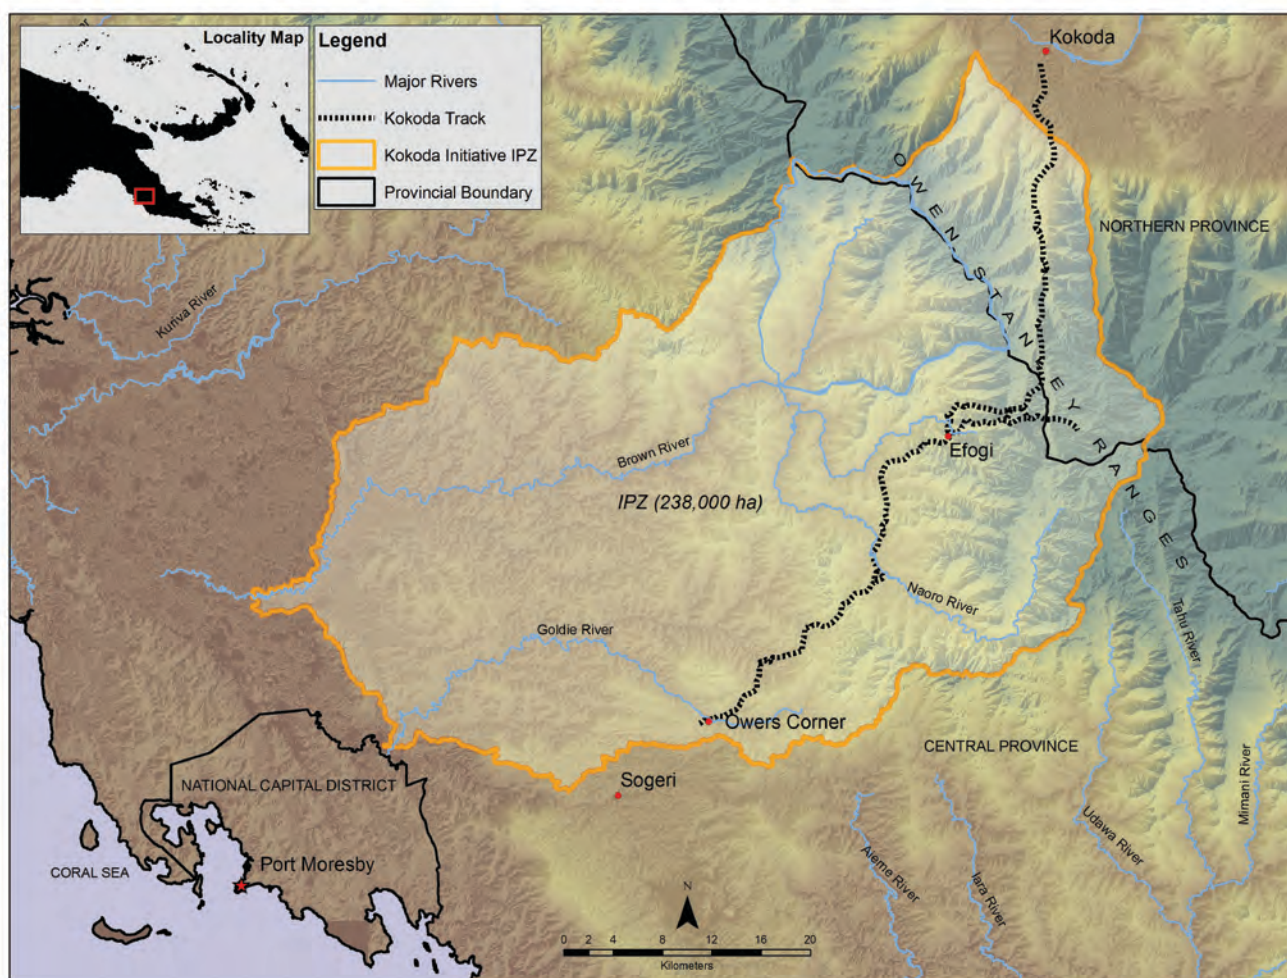 Locality Map
Legend
Major Rivers
Kokoda Track
Kokoda Initiative IPZ
Provincial Boundary
Kokoda
OWEN STANLEY RANGES
NORTHERN PROVINCE
Kuriva River
Brown River
Efogi
IPZ (238,000 ha)
Naoro River
Goldie River
Tahu River
Owers Corner
CENTRAL PROVINCE
Sogeri
NATIONAL CAPITAL DISTRICT
Mimani River
Udawa River
Port Moresby
CORAL SEA
Aieme River
Iara River
N
0 2 4 8 12 16 20
Kilometers